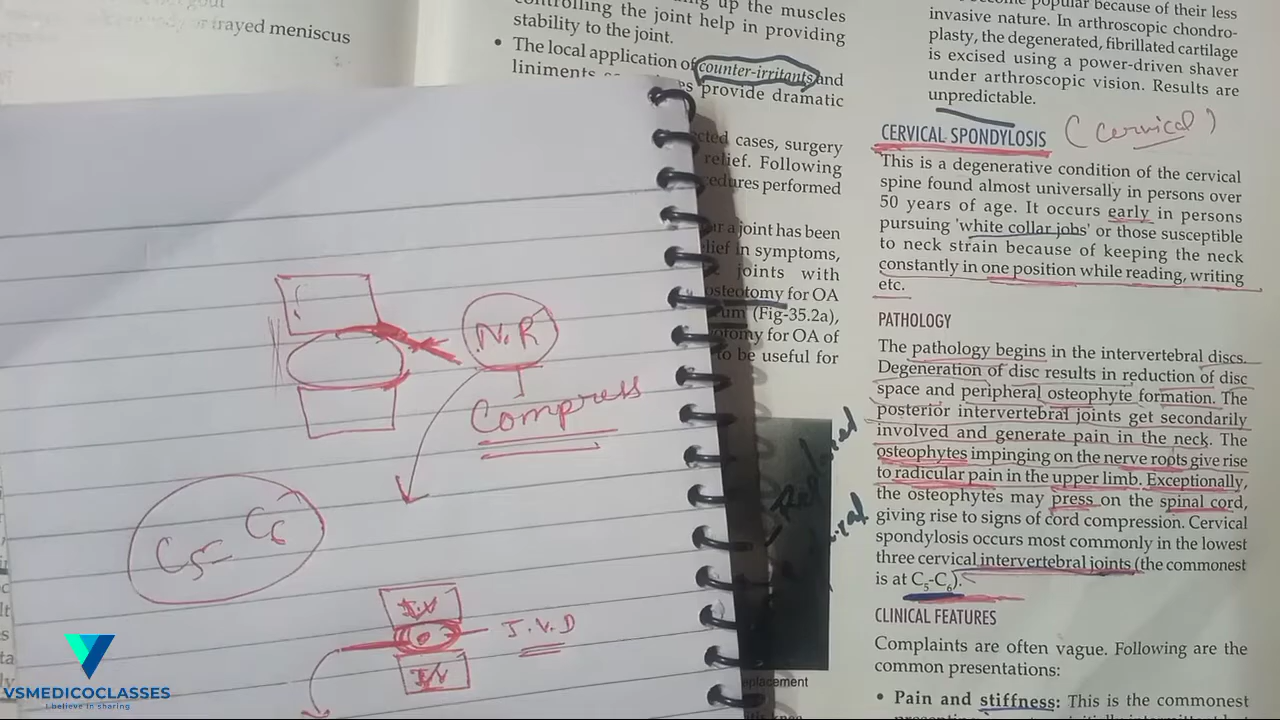 or frayed meniscus
up the muscles
controlling the joint help in providing
stability to the joint.
• The local application of counter-irritants and
liniments
provide dramatic
cases, surgery
relief. Following
performed
a joint has been
in symptoms,
joints with
osteotomy for OA
(Fig-35.2a),
for OA of
to be useful for
popular because of their less
invasive nature. In arthroscopic chondro-
plasty, the degenerated, fibrillated cartilage
is excised using a power-driven shaver
under arthroscopic vision. Results are
unpredictable.
CERVICAL SPONDYLOSIS (Cervical)
This is a degenerative condition of the cervical
spine found almost universally in persons over
50 years of age. It occurs early in persons
pursuing 'white collar jobs' or those susceptible
to neck strain because of keeping the neck
constantly in one position while reading, writing
etc.
PATHOLOGY
The pathology begins in the intervertebral discs.
Degeneration of disc results in reduction of disc
space and peripheral osteophyte formation. The
posterior intervertebral joints get secondarily
involved and generate pain in the neck. The
osteophytes impinging on the nerve roots give rise
to radicular pain in the upper limb. Exceptionally,
the osteophytes may press on the spinal cord,
giving rise to signs of cord compression. Cervical
spondylosis occurs most commonly in the lowest
three cervical intervertebral joints (the commonest
is at C5-C6).
CLINICAL FEATURES
Complaints are often vague. Following are the
common presentations:
• Pain and stiffness: This is the commonest
N.R
Compress
C5- C6
I.V.D
VSMEDICOCLASSES
I believe in sharing